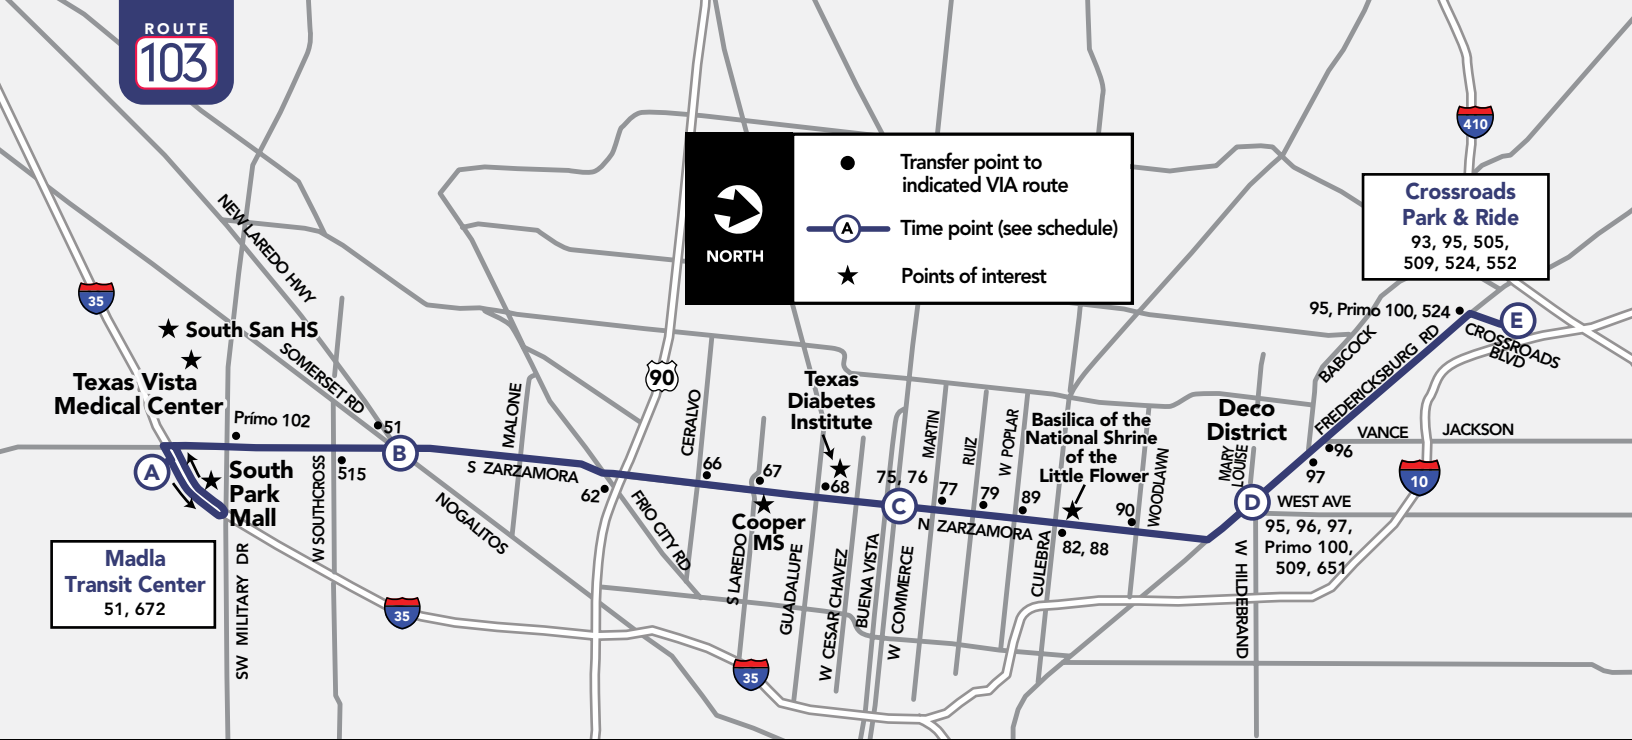 ROUTE
103
410
Transfer point to
indicated VIA route
A
Time point (see schedule)
Points of interest
NORTH
Crossroads
Park & Ride
93, 95, 505,
509, 524, 552
NEW LAREDO HWY
35
South San HS
SOMERSET RD
Texas Vista
Medical Center
Prímo 102
51
B
A
South
Park
Mall
515
W SOUTHCROSS
Madla
Transit Center
51, 672
SW MILITARY DR
35
NOGALITOS
MALONE
S ZARZAMORA
62
90
FRIO CITY RD
CERALVO
66
67
Cooper
MS
S LAREDO
GUADALUPE
35
Texas
Diabetes
Institute
68
W CESAR CHAVEZ
BUENA VISTA
75, 76
C
W COMMERCE
N ZARZAMORA
MARTIN
77
RUIZ
79
W POPLAR
89
Basilica of the
National Shrine
of the
Little Flower
CULEBRA
82, 88
90
WOODLAWN
Deco
District
MARY
LOUISE
D
WEST AVE
95, 96, 97,
Primo 100,
509, 651
W HILDEBRAND
97
96
VANCE
JACKSON
10
FREDERICKSBURG RD
BABCOCK
95, Primo 100, 524
E
CROSSROADS
BLVD